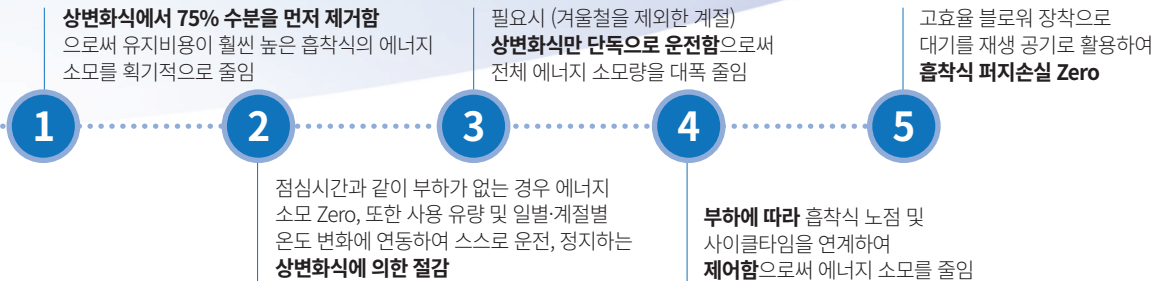 상변화식에서 75% 수분을 먼저 제거함
으로써 유지비용이 훨씬 높은 흡착식의 에너지
소모를 획기적으로 줄임
1
점심시간과 같이 부하가 없는 경우 에너지
소모 Zero, 또한 사용 유량 및 일별·계절별
온도 변화에 연동하여 스스로 운전, 정지하는
상변화식에 의한 절감
2
필요시 (겨울철을 제외한 계절)
상변화식만 단독으로 운전함으로써
전체 에너지 소모량을 대폭 줄임
3
부하에 따라 흡착식 노점 및
사이클타임을 연계하여
제어함으로써 에너지 소모를 줄임
4
고효율 블로워 장착으로
대기를 재생 공기로 활용하여
흡착식 퍼지손실 Zero
5